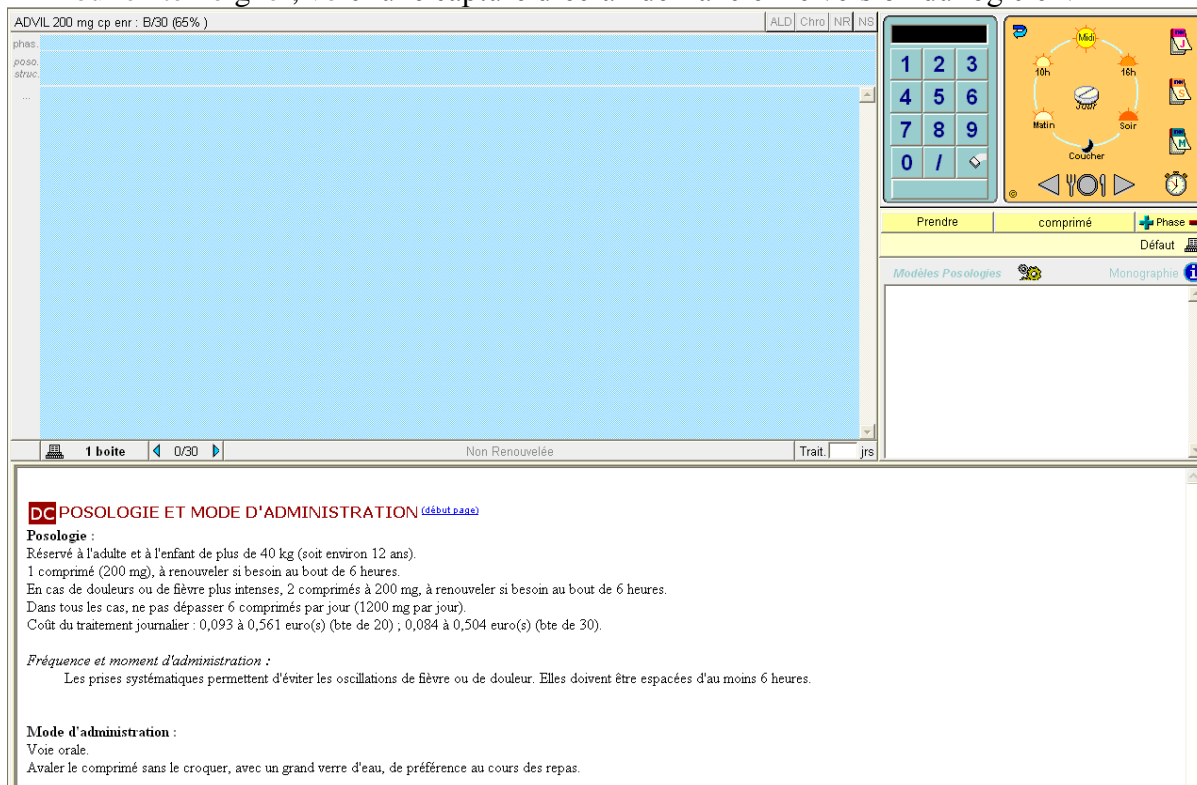 ADVIL 200 mg cp enr : B/30 (65% )
ALD Chro NR NS
phas.
poso.
struc.
...
1 boite
0/30
Non Renouvelée
Trait.
jrs
1 2 3
4 5 6
7 8 9
0 /
Midi
10h
16h
Jour
Matin
Soir
Coucher
J
S
M
Prendre
comprimé
Phase
Défaut
Modèles Posologies
Monographie
DC POSOLOGIE ET MODE D'ADMINISTRATION (début page)
Posologie :
Réservé à l'adulte et à l'enfant de plus de 40 kg (soit environ 12 ans).
1 comprimé (200 mg), à renouveler si besoin au bout de 6 heures.
En cas de douleurs ou de fièvre plus intenses, 2 comprimés à 200 mg, à renouveler si besoin au bout de 6 heures.
Dans tous les cas, ne pas dépasser 6 comprimés par jour (1200 mg par jour).
Coût du traitement journalier : 0,093 à 0,561 euro(s) (bte de 20) ; 0,084 à 0,504 euro(s) (bte de 30).
Fréquence et moment d'administration :
Les prises systématiques permettent d'éviter les oscillations de fièvre ou de douleur. Elles doivent être espacées d'au moins 6 heures.
Mode d'administration :
Voie orale.
Avaler le comprimé sans le croquer, avec un grand verre d'eau, de préférence au cours des repas.